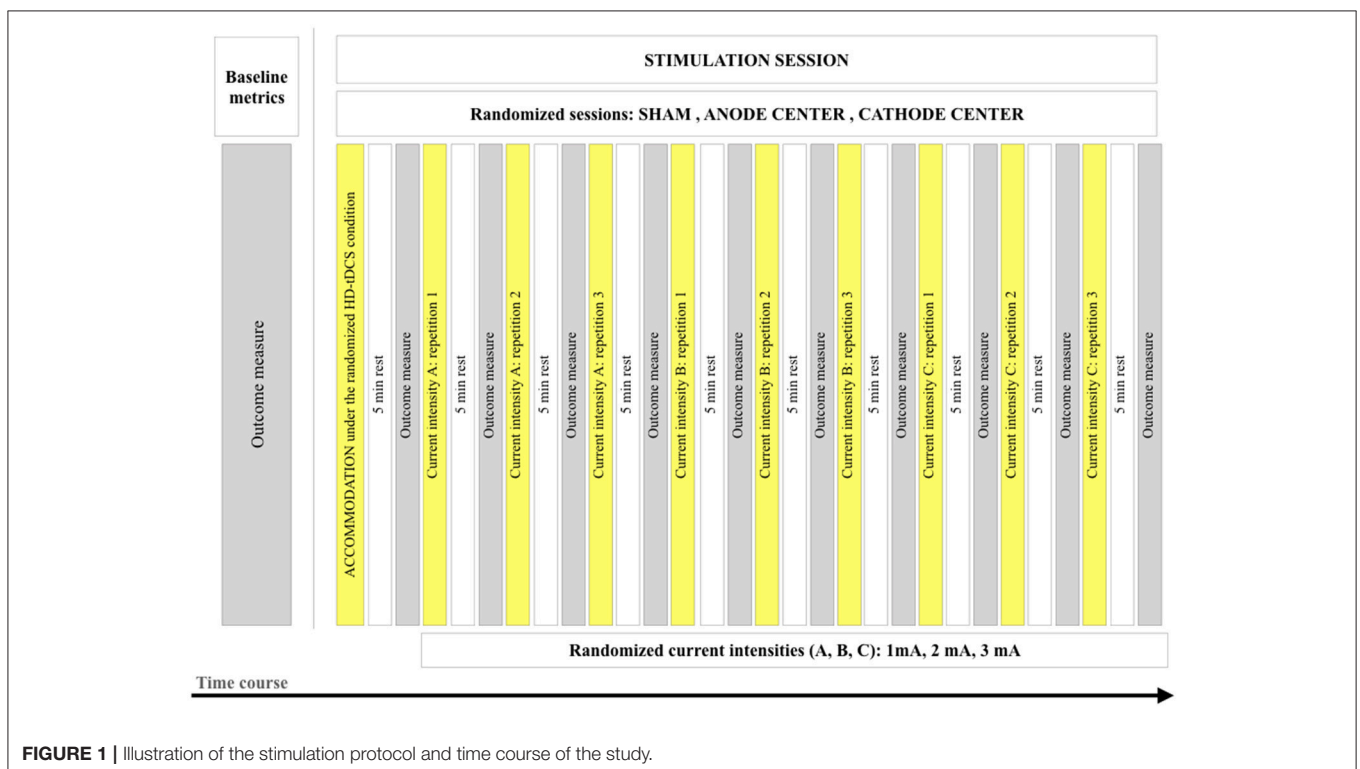 Baseline
metrics
STIMULATION SESSION
Randomized sessions: SHAM , ANODE CENTER , CATHODE CENTER
Outcome measure
ACCOMMODATION under the randomized HD-tDCS condition
5 min rest
Outcome measure
Current intensity A: repetition 1
5 min rest
Outcome measure
Current intensity A: repetition 2
5 min rest
Outcome measure
Current intensity A: repetition 3
5 min rest
Outcome measure
Current intensity B: repetition 1
5 min rest
Outcome measure
Current intensity B: repetition 2
5 min rest
Outcome measure
Current intensity B: repetition 3
5 min rest
Outcome measure
Current intensity C: repetition 1
5 min rest
Outcome measure
Current intensity C: repetition 2
5 min rest
Outcome measure
Current intensity C: repetition 3
5 min rest
Outcome measure
Randomized current intensities (A, B, C): 1mA, 2 mA, 3 mA
Time course
FIGURE 1 | Illustration of the stimulation protocol and time course of the study.